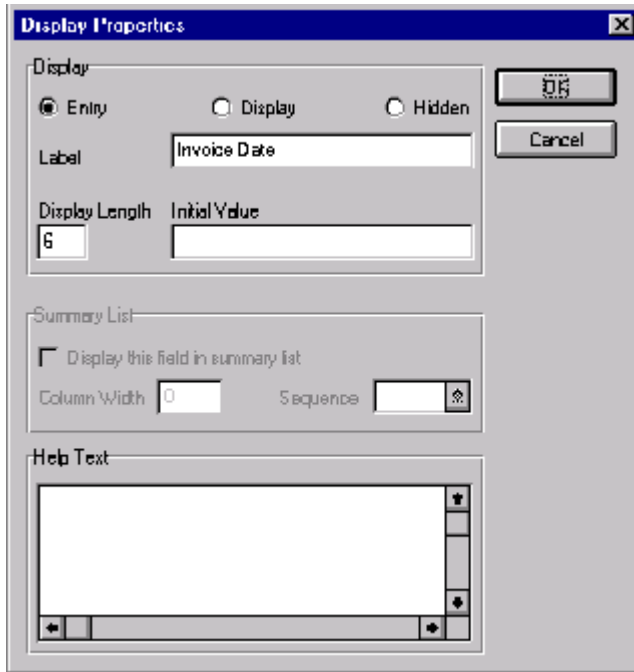 Display Properties
Display
OK
Entry Display Hidden
Cancel
Label Invoice Date
Display Length Initial Value
6
Summary List
Display this field in summary list
Column Width 0 Sequence
Help Text